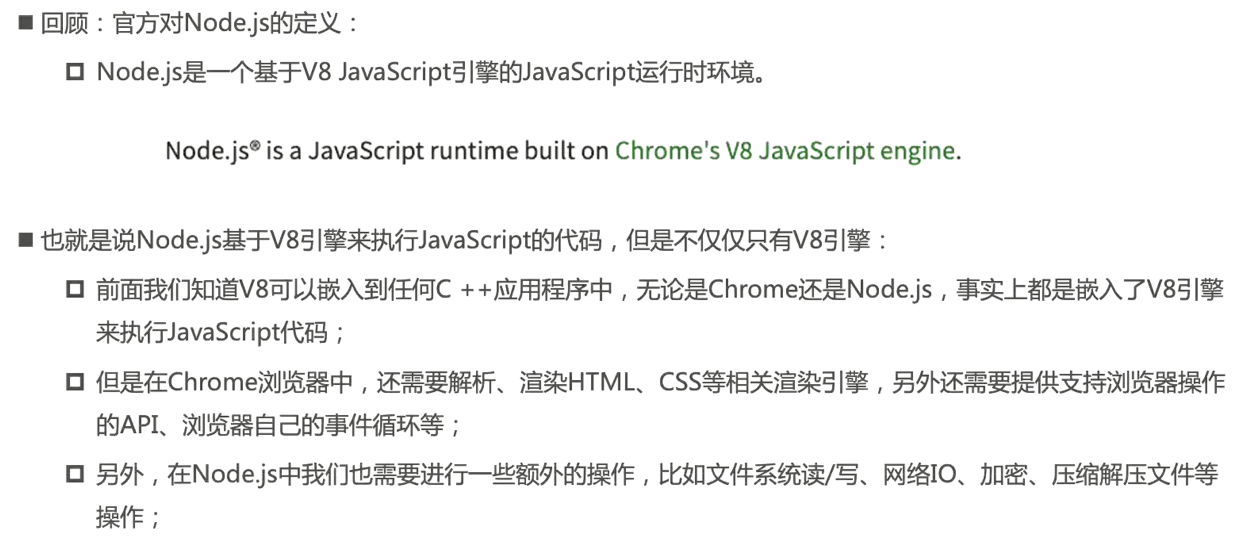 ■ 回顾：官方对Node.js的定义：
Node.js是一个基于V8 JavaScript引擎的JavaScript运行时环境。
Node.js® is a JavaScript runtime built on Chrome's V8 JavaScript engine.
■ 也就是说Node.js基于V8引擎来执行JavaScript的代码，但是不仅仅只有V8引擎：
前面我们知道V8可以嵌入到任何C ++应用程序中，无论是Chrome还是Node.js，事实上都是嵌入了V8引擎
来执行JavaScript代码；
但是在Chrome浏览器中，还需要解析、渲染HTML、CSS等相关渲染引擎，另外还需要提供支持浏览器操作
的API、浏览器自己的事件循环等；
另外，在Node.js中我们也需要进行一些额外的操作，比如文件系统读/写、网络IO、加密、压缩解压文件等
操作；